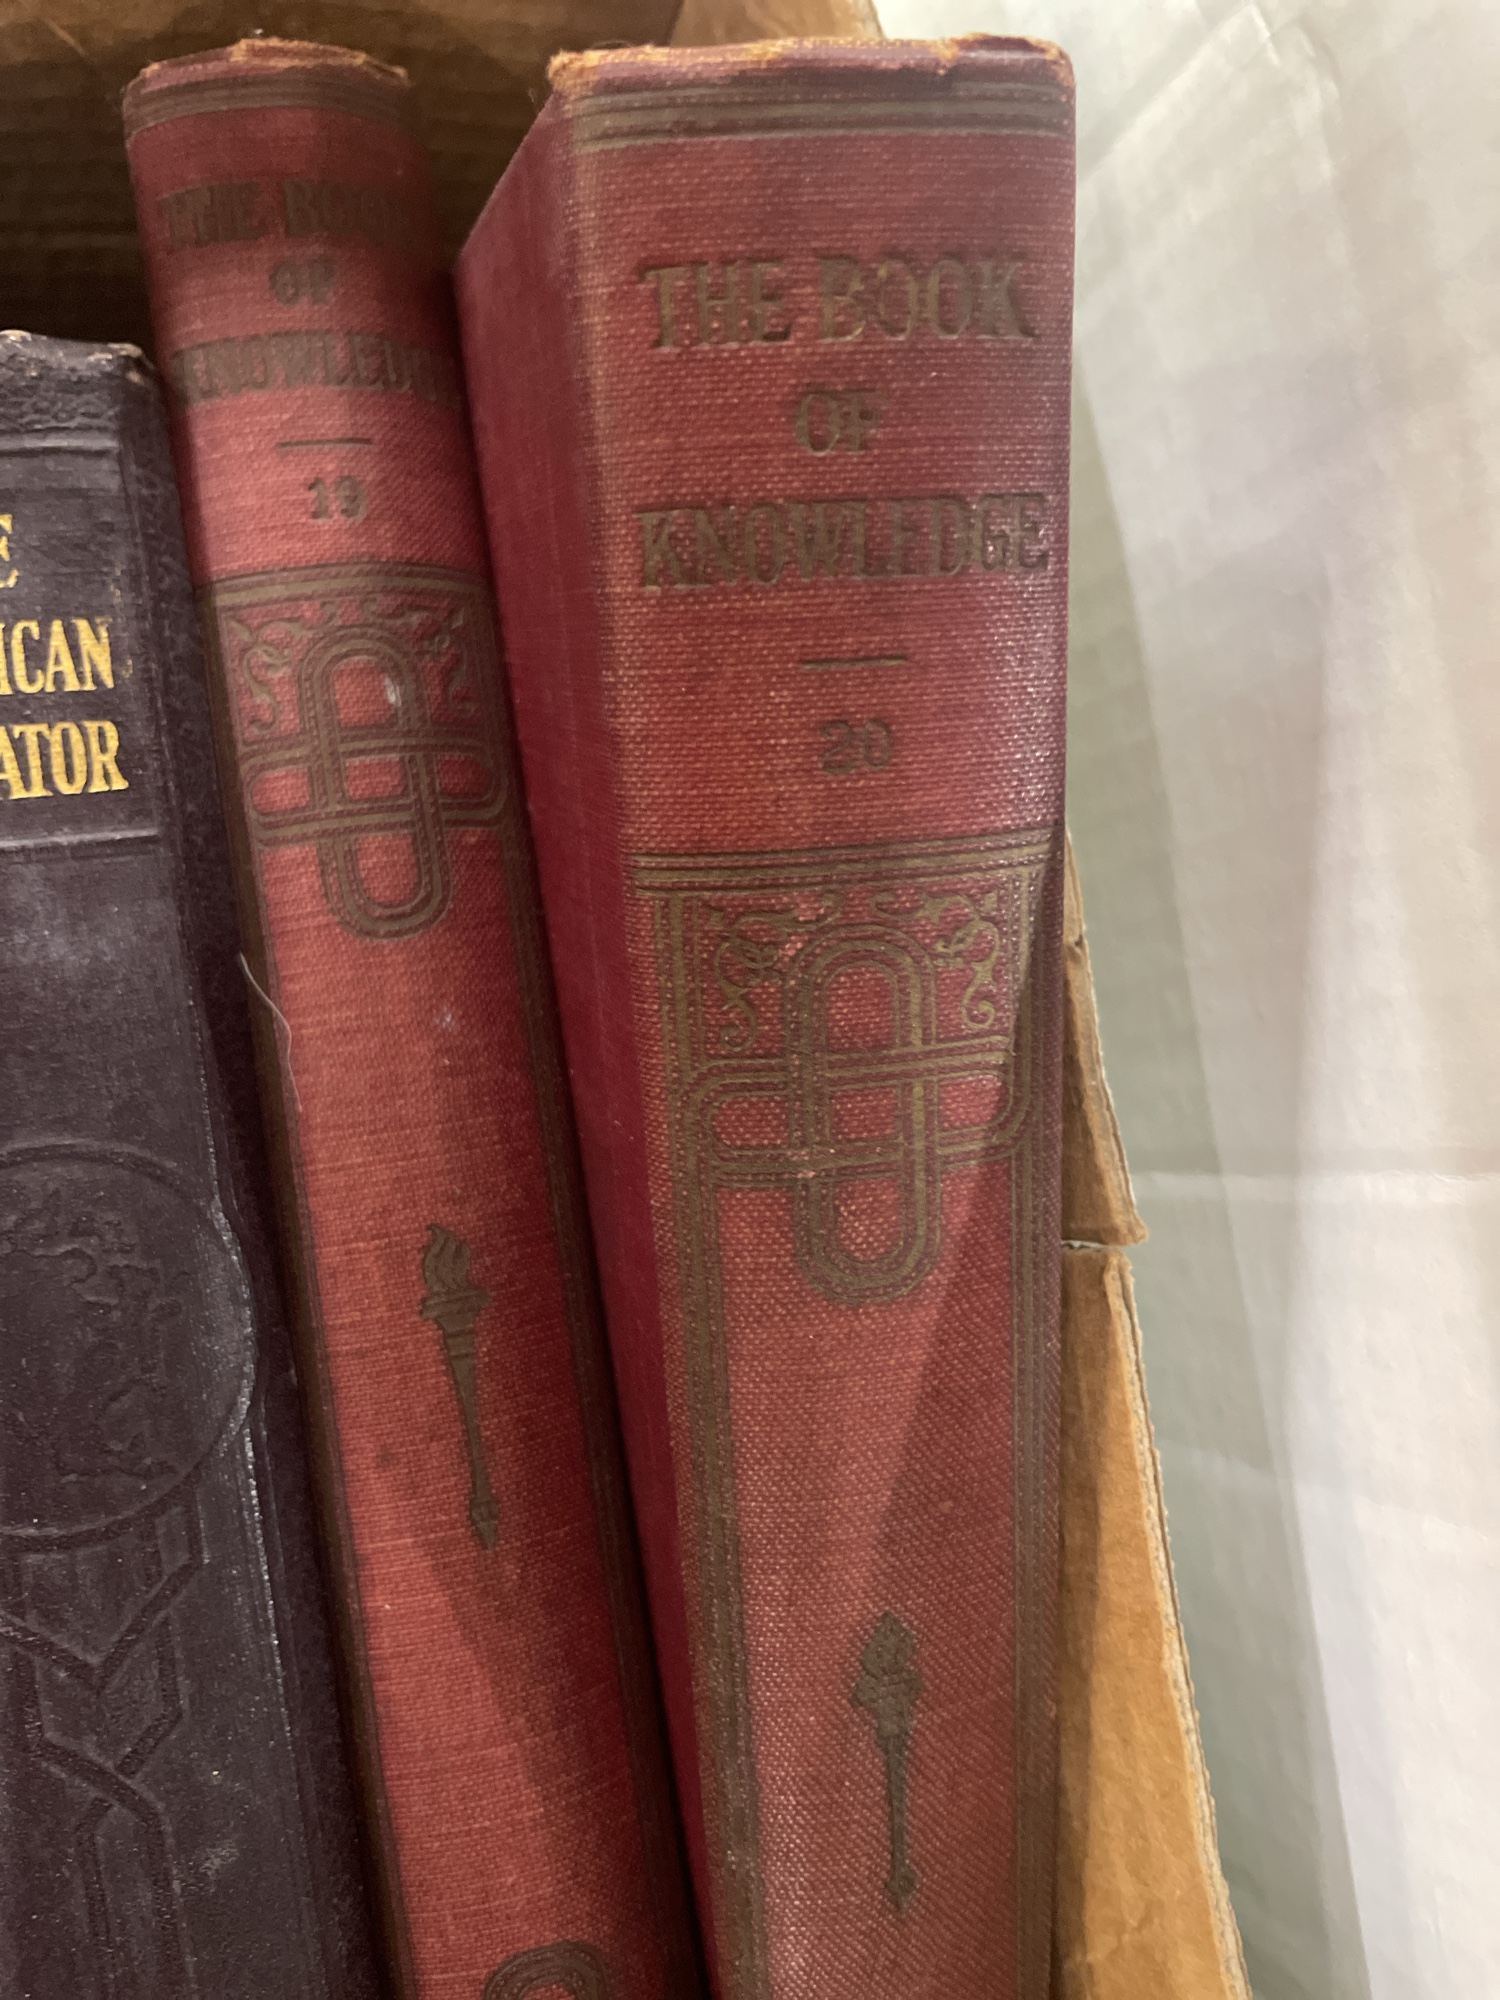 E
ICAN
ATOR
THE BOOK
OF
KNOWLEDGE
19
THE BOOK
OF
KNOWLEDGE
20